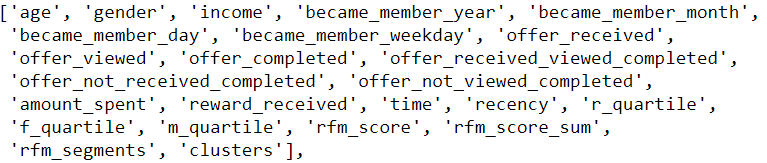 ['age', 'gender', 'income', 'became_member_year', 'became_member_month',
'became_member_day', 'became_member_weekday', 'offer_received',
'offer_viewed', 'offer_completed', 'offer_received_viewed_completed',
'offer_not_received_completed', 'offer_not_viewed_completed',
'amount_spent', 'reward_received', 'time', 'recency', 'r_quartile',
'f_quartile', 'm_quartile', 'rfm_score', 'rfm_score_sum',
'rfm_segments', 'clusters'],